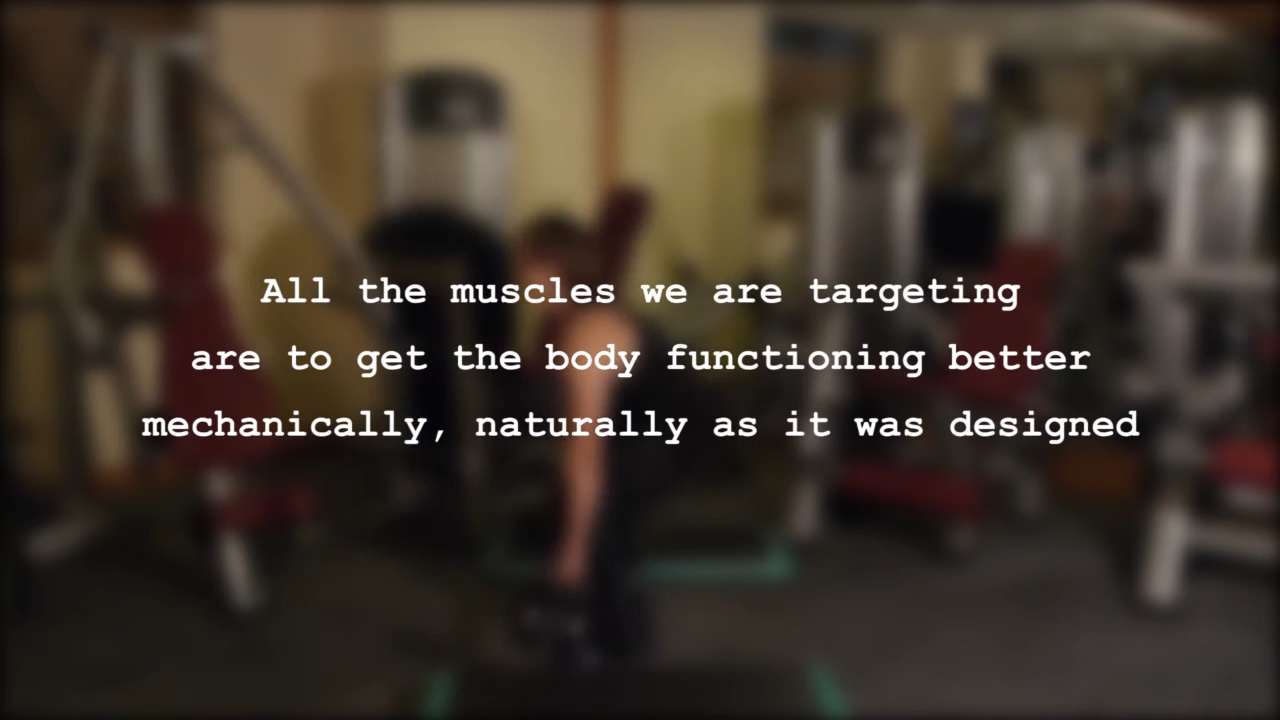 All the muscles we are targeting
are to get the body functioning better
mechanically, naturally as it was designed